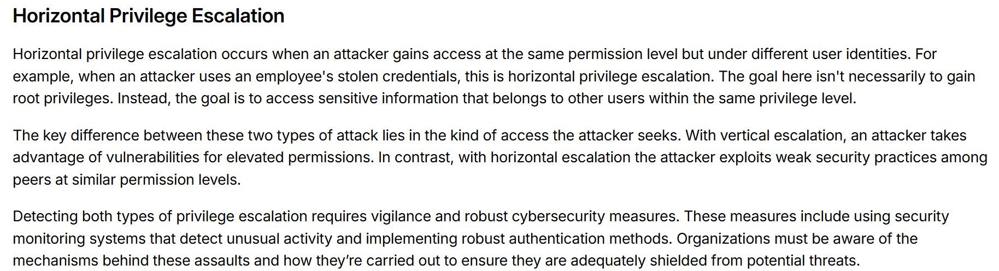 Horizontal Privilege Escalation
Horizontal privilege escalation occurs when an attacker gains access at the same permission level but under different user identities. For
example, when an attacker uses an employee's stolen credentials, this is horizontal privilege escalation. The goal here isn't necessarily to gain
root privileges. Instead, the goal is to access sensitive information that belongs to other users within the same privilege level.
The key difference between these two types of attack lies in the kind of access the attacker seeks. With vertical escalation, an attacker takes
advantage of vulnerabilities for elevated permissions. In contrast, with horizontal escalation the attacker exploits weak security practices among
peers at similar permission levels.
Detecting both types of privilege escalation requires vigilance and robust cybersecurity measures. These measures include using security
monitoring systems that detect unusual activity and implementing robust authentication methods. Organizations must be aware of the
mechanisms behind these assaults and how they’re carried out to ensure they are adequately shielded from potential threats.